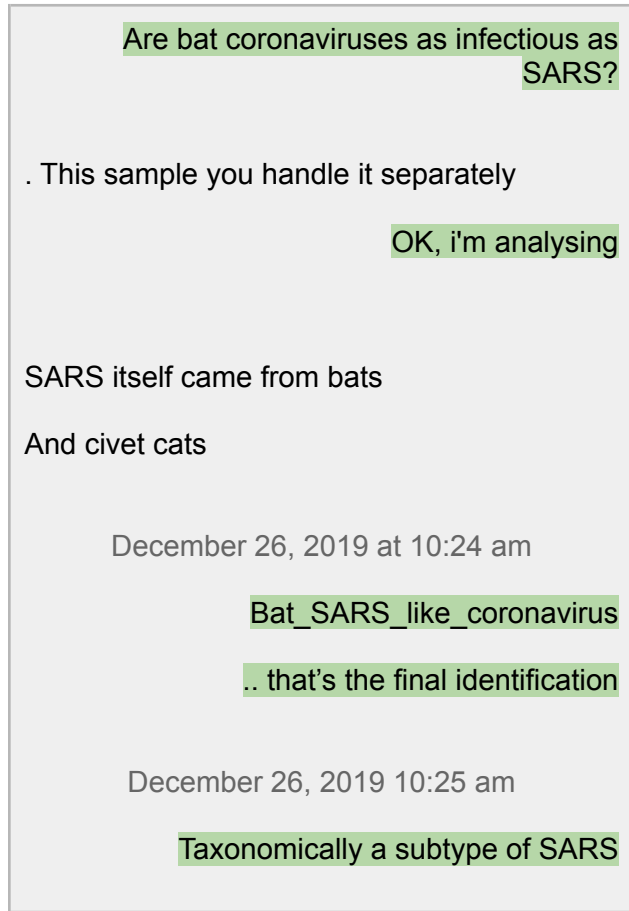 Are bat coronaviruses as infectious as
SARS?
. This sample you handle it separately
OK, i'm analysing
SARS itself came from bats
And civet cats
December 26, 2019 at 10:24 am
Bat_SARS_like_coronavirus
.. that’s the final identification
December 26, 2019 10:25 am
Taxonomically a subtype of SARS